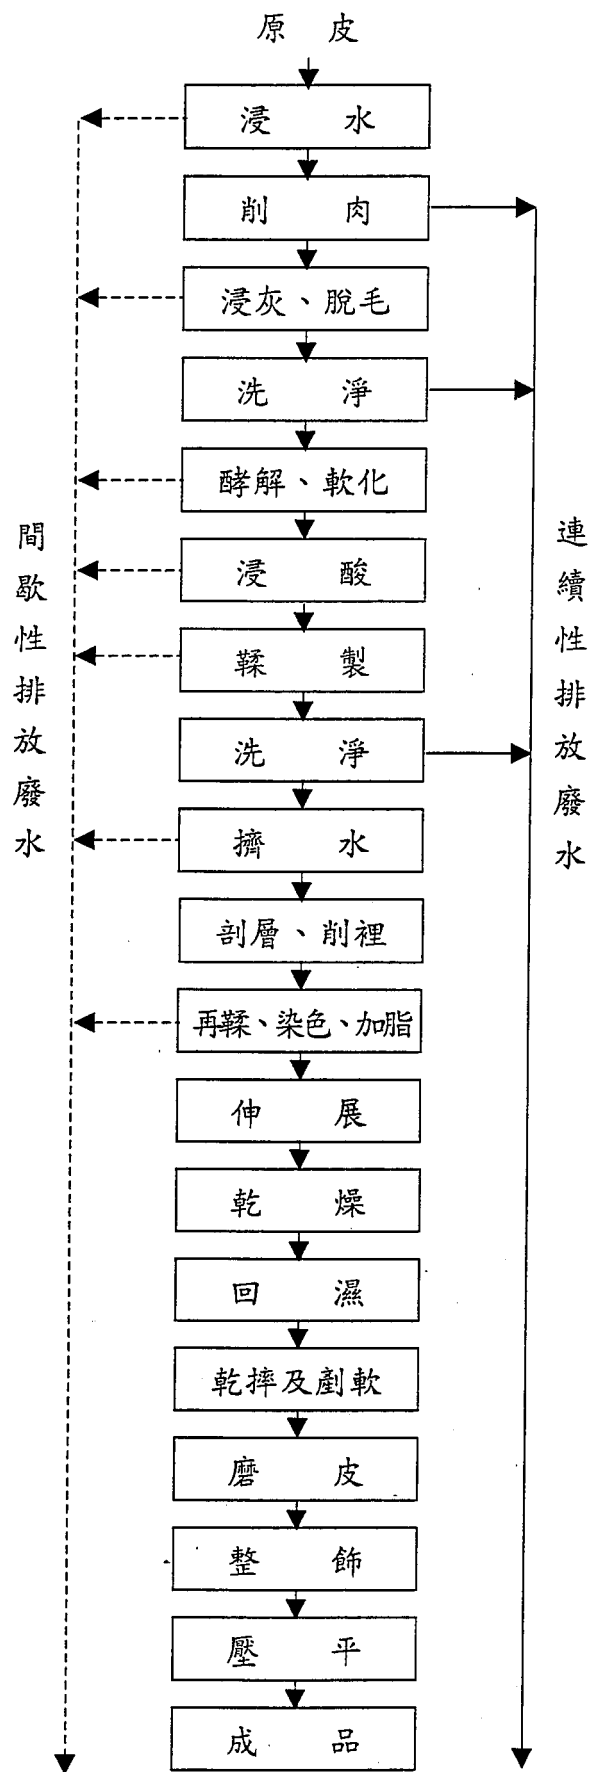 原 皮
浸 水
削 肉
浸灰、脫毛
洗 淨
酵解、軟化
浸 酸
鞣 製
洗 淨
擠 水
剖層、削裡
再鞣、染色、加脂
伸 展
乾 燥
回 濕
乾摔及剷軟
磨 皮
整 飾
壓 平
成 品
間歇性排放廢水
連續性排放廢水